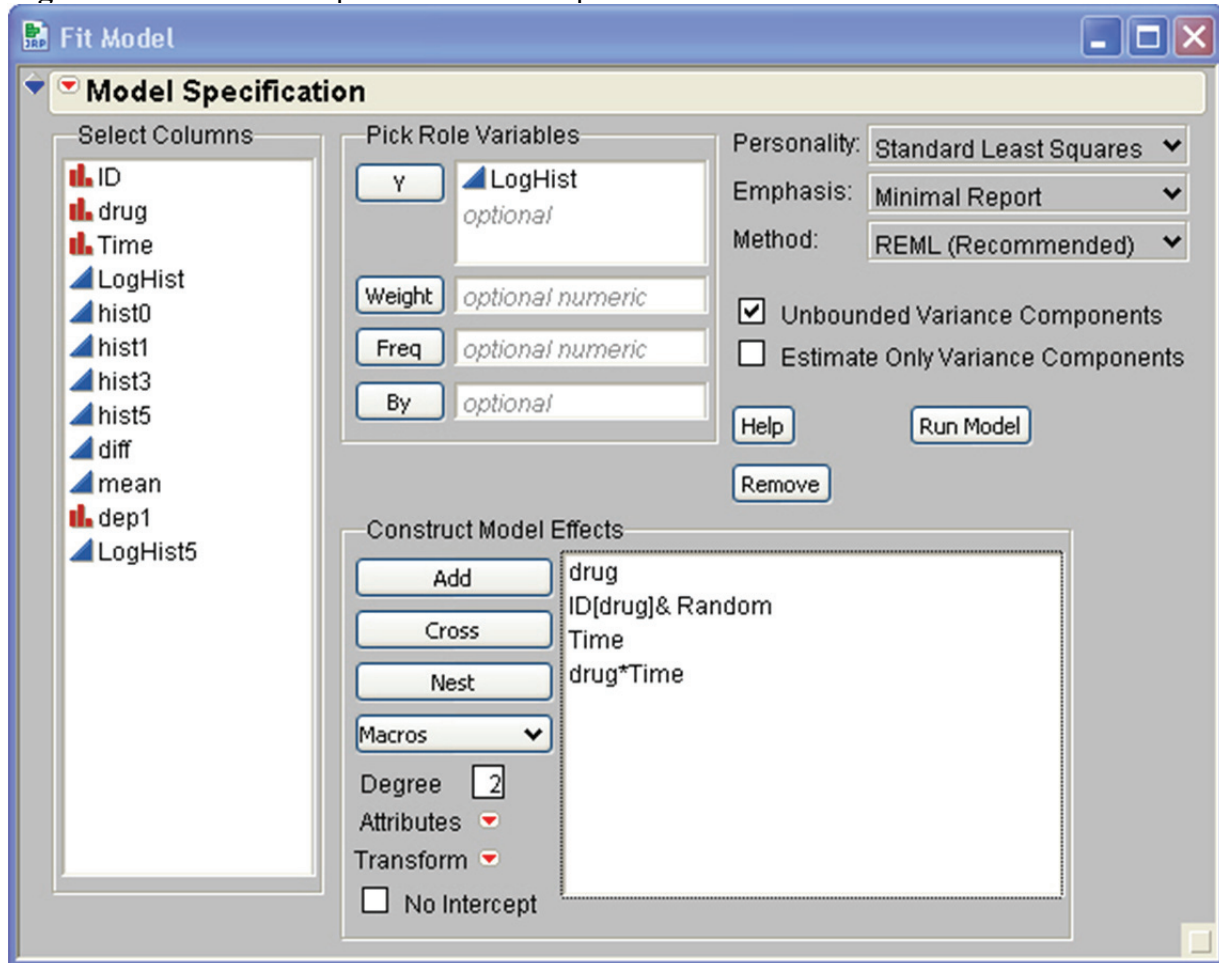 Fit Model
Model Specification
Select Columns
ID
drug
Time
LogHist
hist0
hist1
hist3
hist5
diff
mean
dep1
LogHist5
Pick Role Variables
Y
LogHist
optional
Weight
optional numeric
Freq
optional numeric
By
optional
Personality: Standard Least Squares
Emphasis: Minimal Report
Method: REML (Recommended)
Unbounded Variance Components
Estimate Only Variance Components
Help
Run Model
Remove
Construct Model Effects
Add
Cross
Nest
Macros
Degree 2
Attributes
Transform
No Intercept
drug
ID[drug]& Random
Time
drug*Time